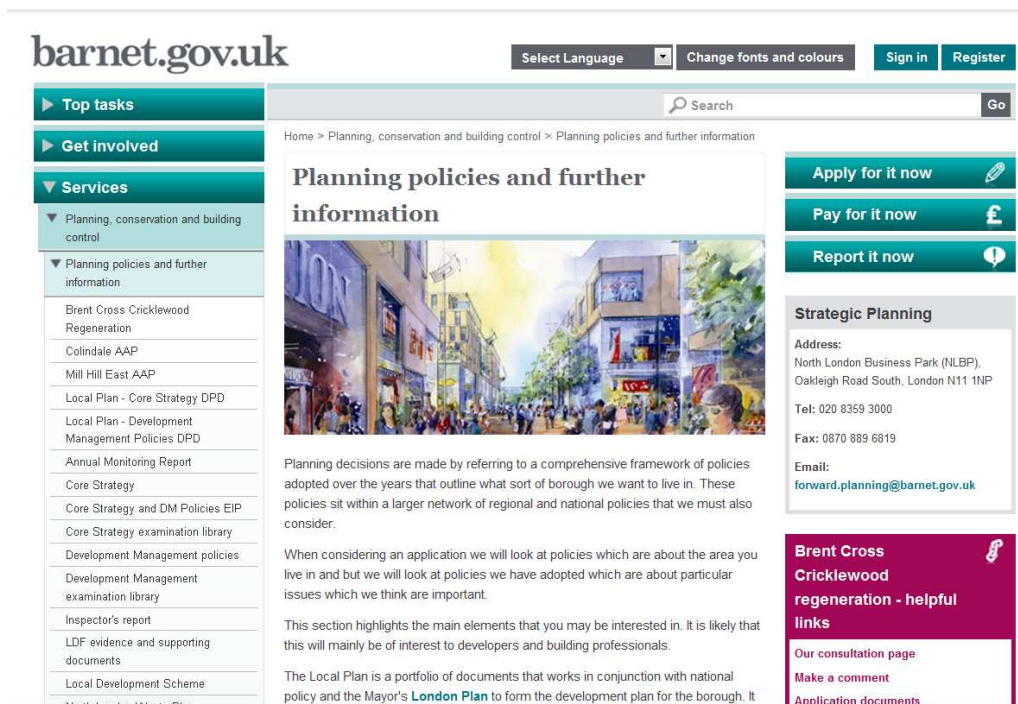 barnet.gov.uk
Select Language
Change fonts and colours
Sign in
Register
Top tasks
Search
Go
Get involved
Services
Planning, conservation and building
control
Planning policies and further
information
Brent Cross Cricklewood
Regeneration
Colindale AAP
Mill Hill East AAP
Local Plan - Core Strategy DPD
Local Plan - Development
Management Policies DPD
Annual Monitoring Report
Core Strategy
Core Strategy and DM Policies EIP
Core Strategy examination library
Development Management policies
Development Management
examination library
Inspector's report
LDF evidence and supporting
documents
Local Development Scheme
Home > Planning, conservation and building control > Planning policies and further information
Planning policies and further
information
Planning decisions are made by referring to a comprehensive framework of policies
adopted over the years that outline what sort of borough we want to live in. These
policies sit within a larger network of regional and national policies that we must also
consider.
When considering an application we will look at policies which are about the area you
live in and but we will look at policies we have adopted which are about particular
issues which we think are important.
This section highlights the main elements that you may be interested in. It is likely that
this will mainly be of interest to developers and building professionals.
The Local Plan is a portfolio of documents that works in conjunction with national
policy and the Mayor's London Plan to form the development plan for the borough. It
Apply for it now
Pay for it now
£
Report it now
Strategic Planning
Address:
North London Business Park (NLBP),
Oakleigh Road South, London N11 1NP
Tel: 020 8359 3000
Fax: 0870 889 6819
Email:
forward.planning@barnet.gov.uk
Brent Cross
Cricklewood
regeneration - helpful
links
Our consultation page
Make a comment
Application documents